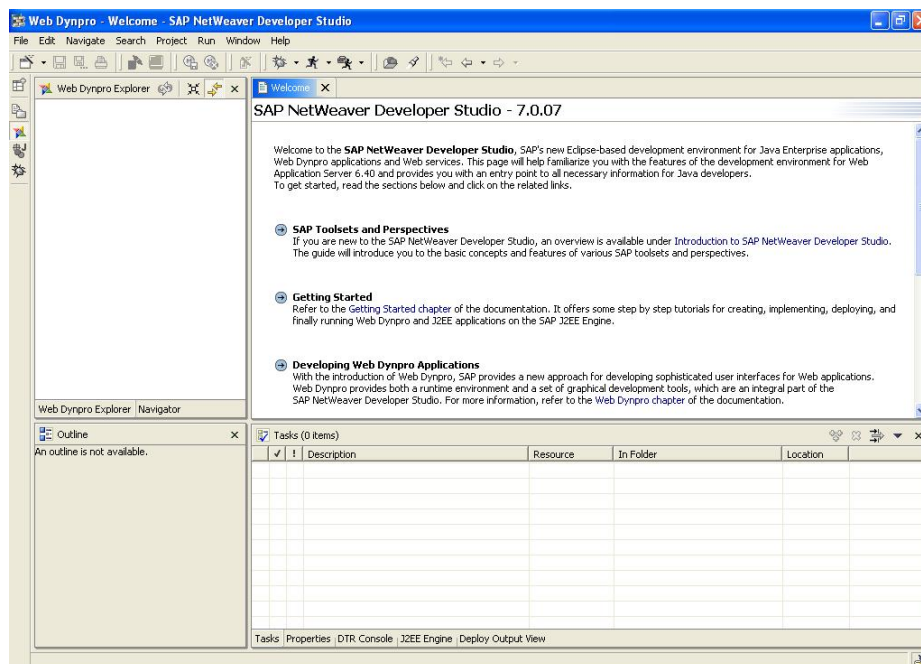 Web Dynpro - Welcome - SAP NetWeaver Developer Studio
File Edit Navigate Search Project Run Window Help
Web Dynpro Explorer
Welcome
SAP NetWeaver Developer Studio - 7.0.07
Welcome to the SAP NetWeaver Developer Studio, SAP's new Eclipse-based development environment for Java Enterprise applications,
Web Dynpro applications and Web services. This page will help familiarize you with the features of the development environment for Web
Application Server 6.40 and provides you with an entry point to all necessary information for Java developers.
To get started, read the sections below and click on the related links.
SAP Toolsets and Perspectives
If you are new to the SAP NetWeaver Developer Studio, an overview is available under Introduction to SAP NetWeaver Developer Studio.
The guide will introduce you to the basic concepts and features of various SAP toolsets and perspectives.
Getting Started
Refer to the Getting Started chapter of the documentation. It offers some step by step tutorials for creating, implementing, deploying, and
finally running Web Dynpro and J2EE applications on the SAP J2EE Engine.
Developing Web Dynpro Applications
With the introduction of Web Dynpro, SAP provides a new approach for developing sophisticated user interfaces for Web applications.
Web Dynpro provides both a runtime environment and a set of graphical development tools, which are an integral part of the
SAP NetWeaver Developer Studio. For more information, refer to the Web Dynpro chapter of the documentation.
Web Dynpro Explorer Navigator
Outline
An outline is not available.
Tasks (0 items)
! Description Resource In Folder Location
Tasks Properties DTR Console J2EE Engine Deploy Output View